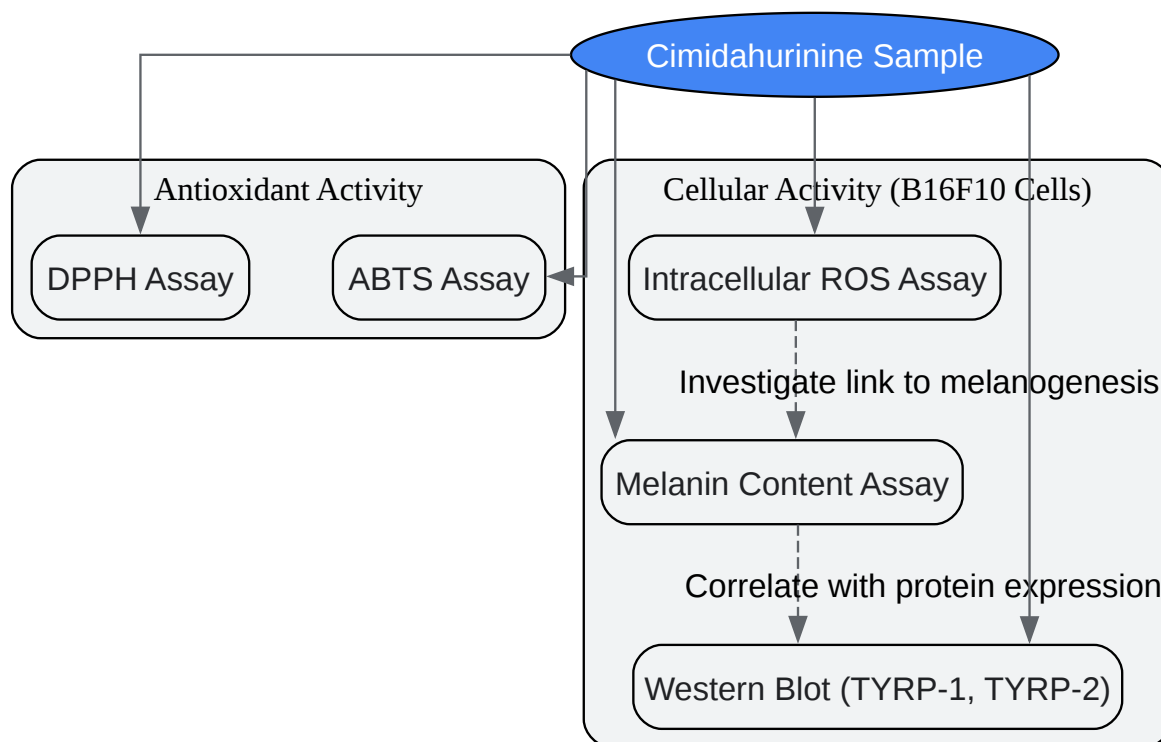 Cimidahurinine Sample
Antioxidant Activity
Cellular Activity (B16F10 Cells)
DPPH Assay
ABTS Assay
Intracellular ROS Assay
Investigate link to melanogenesis
Melanin Content Assay
Correlate with protein expression
Western Blot (TYRP-1, TYRP-2)